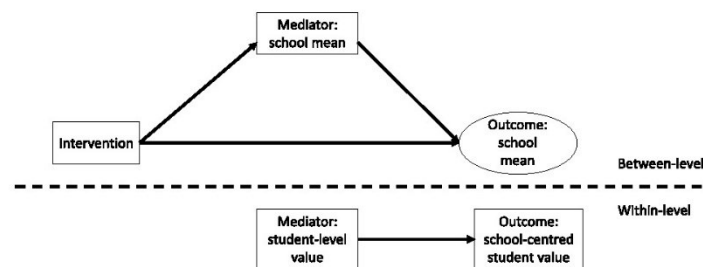 Mediator:
school mean
Intervention
Outcome:
school
mean
Between-level
Within-level
Mediator:
student-level
value
Outcome:
school-centred
student value